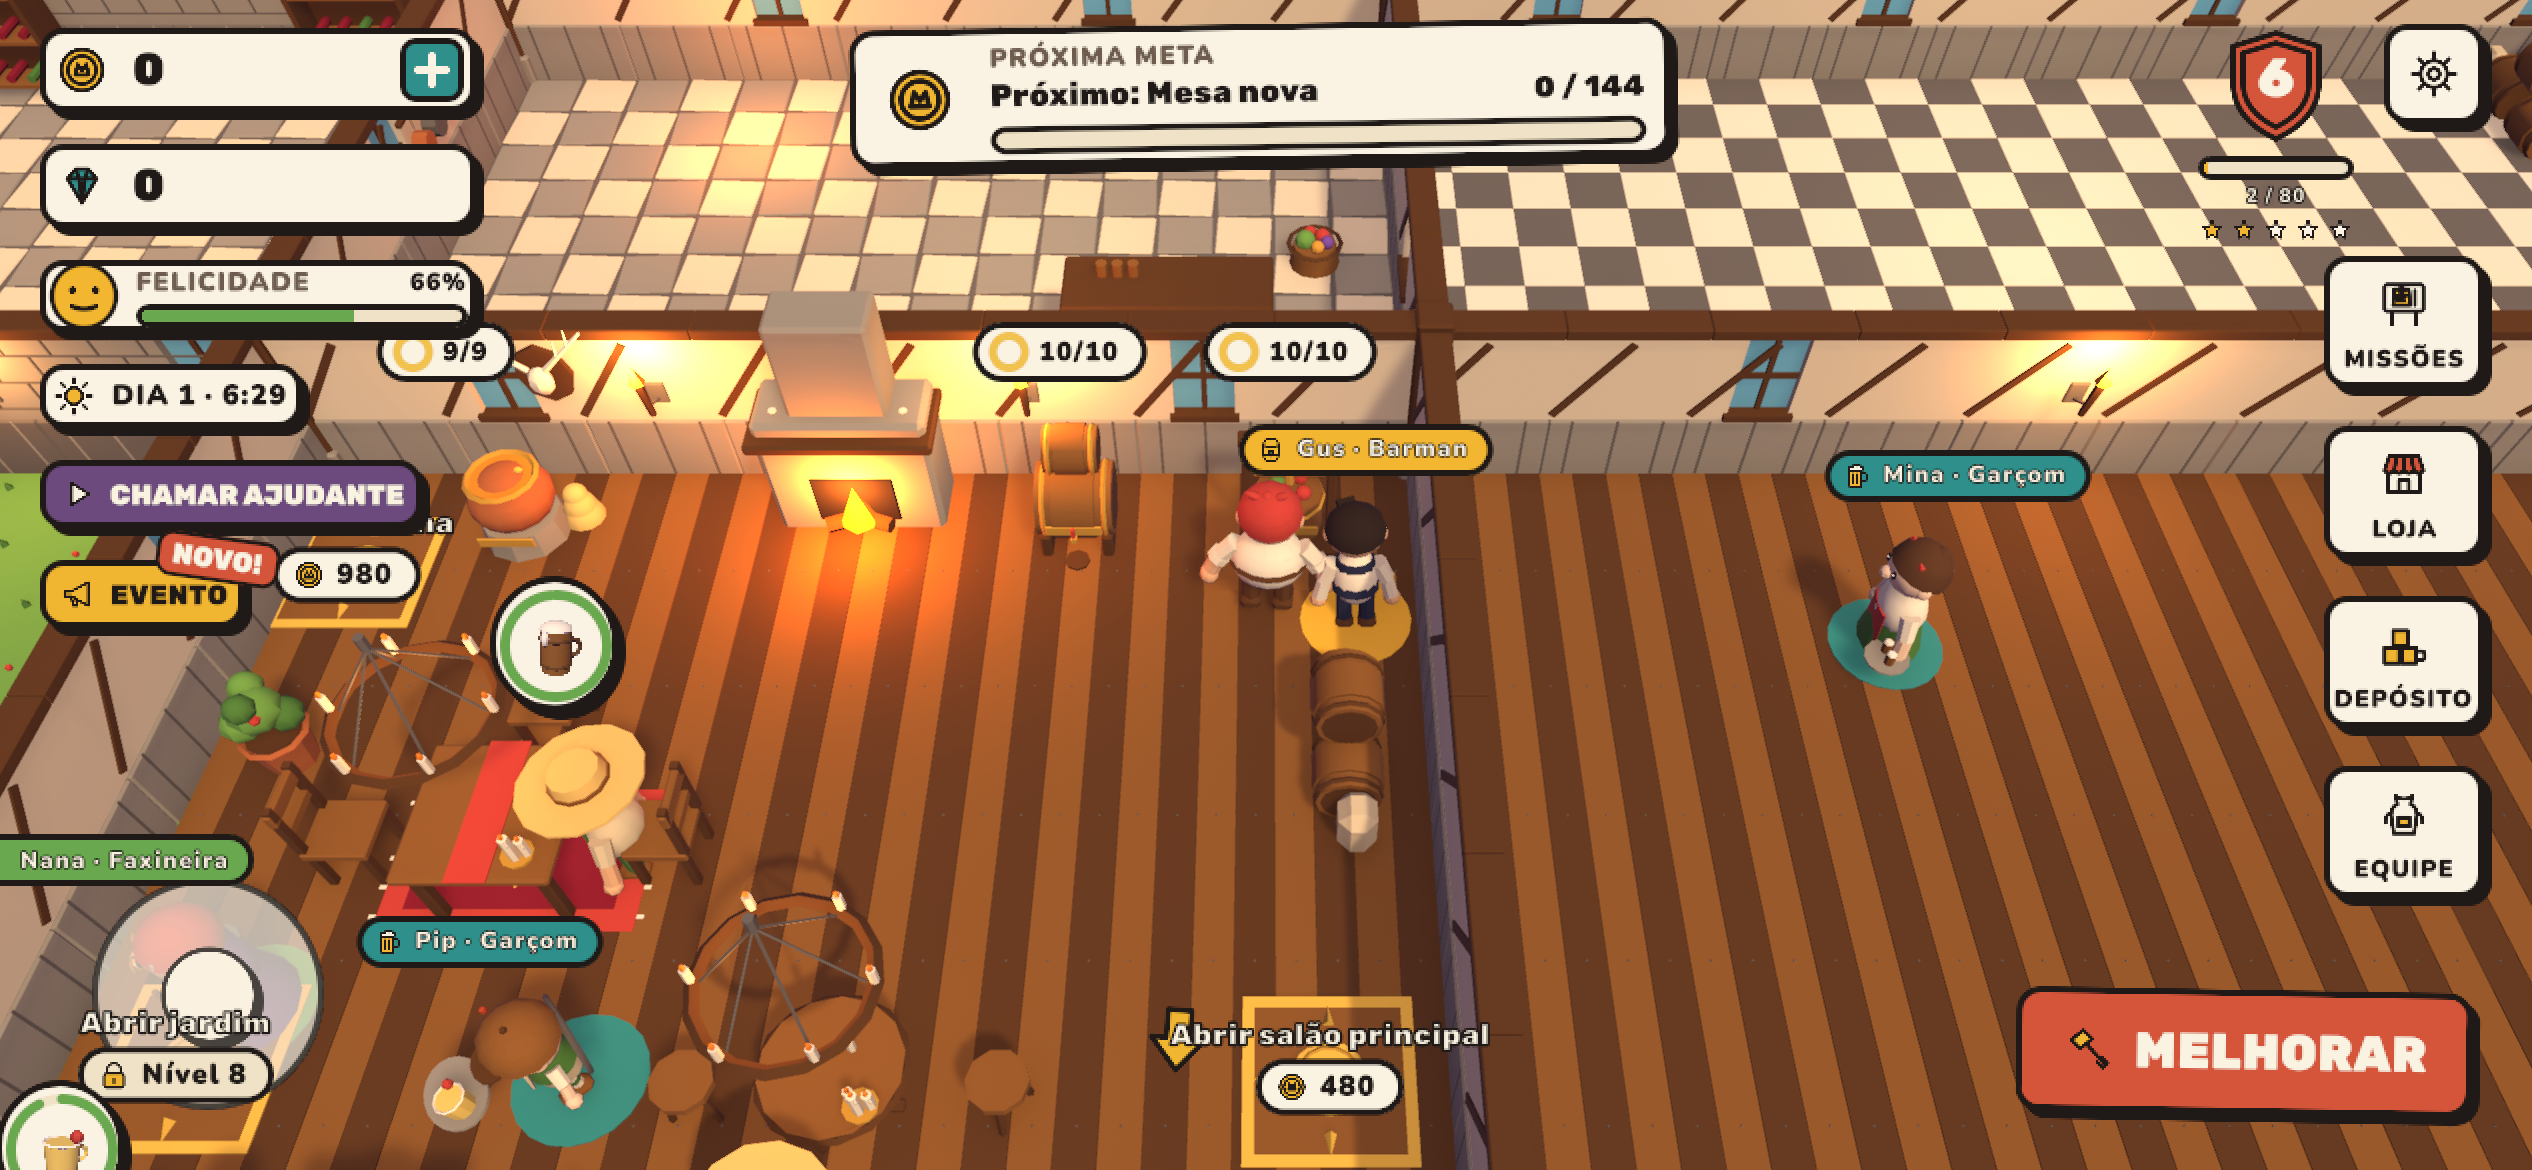 0
PRÓXIMA META
Próximo: Mesa nova
0 / 144
6
0
2 / 80
FELICIDADE
66%
9/9
10/10
10/10
MISSÕES
DIA 1 · 6:29
Gus · Barman
Mina · Garçom
CHAMAR AJUDANTE
LOJA
NOVO!
980
EVENTO
DEPÓSITO
Nana · Faxineira
EQUIPE
Pip · Garçom
Abrir jardim
Abrir salão principal
MELHORAR
Nível 8
480